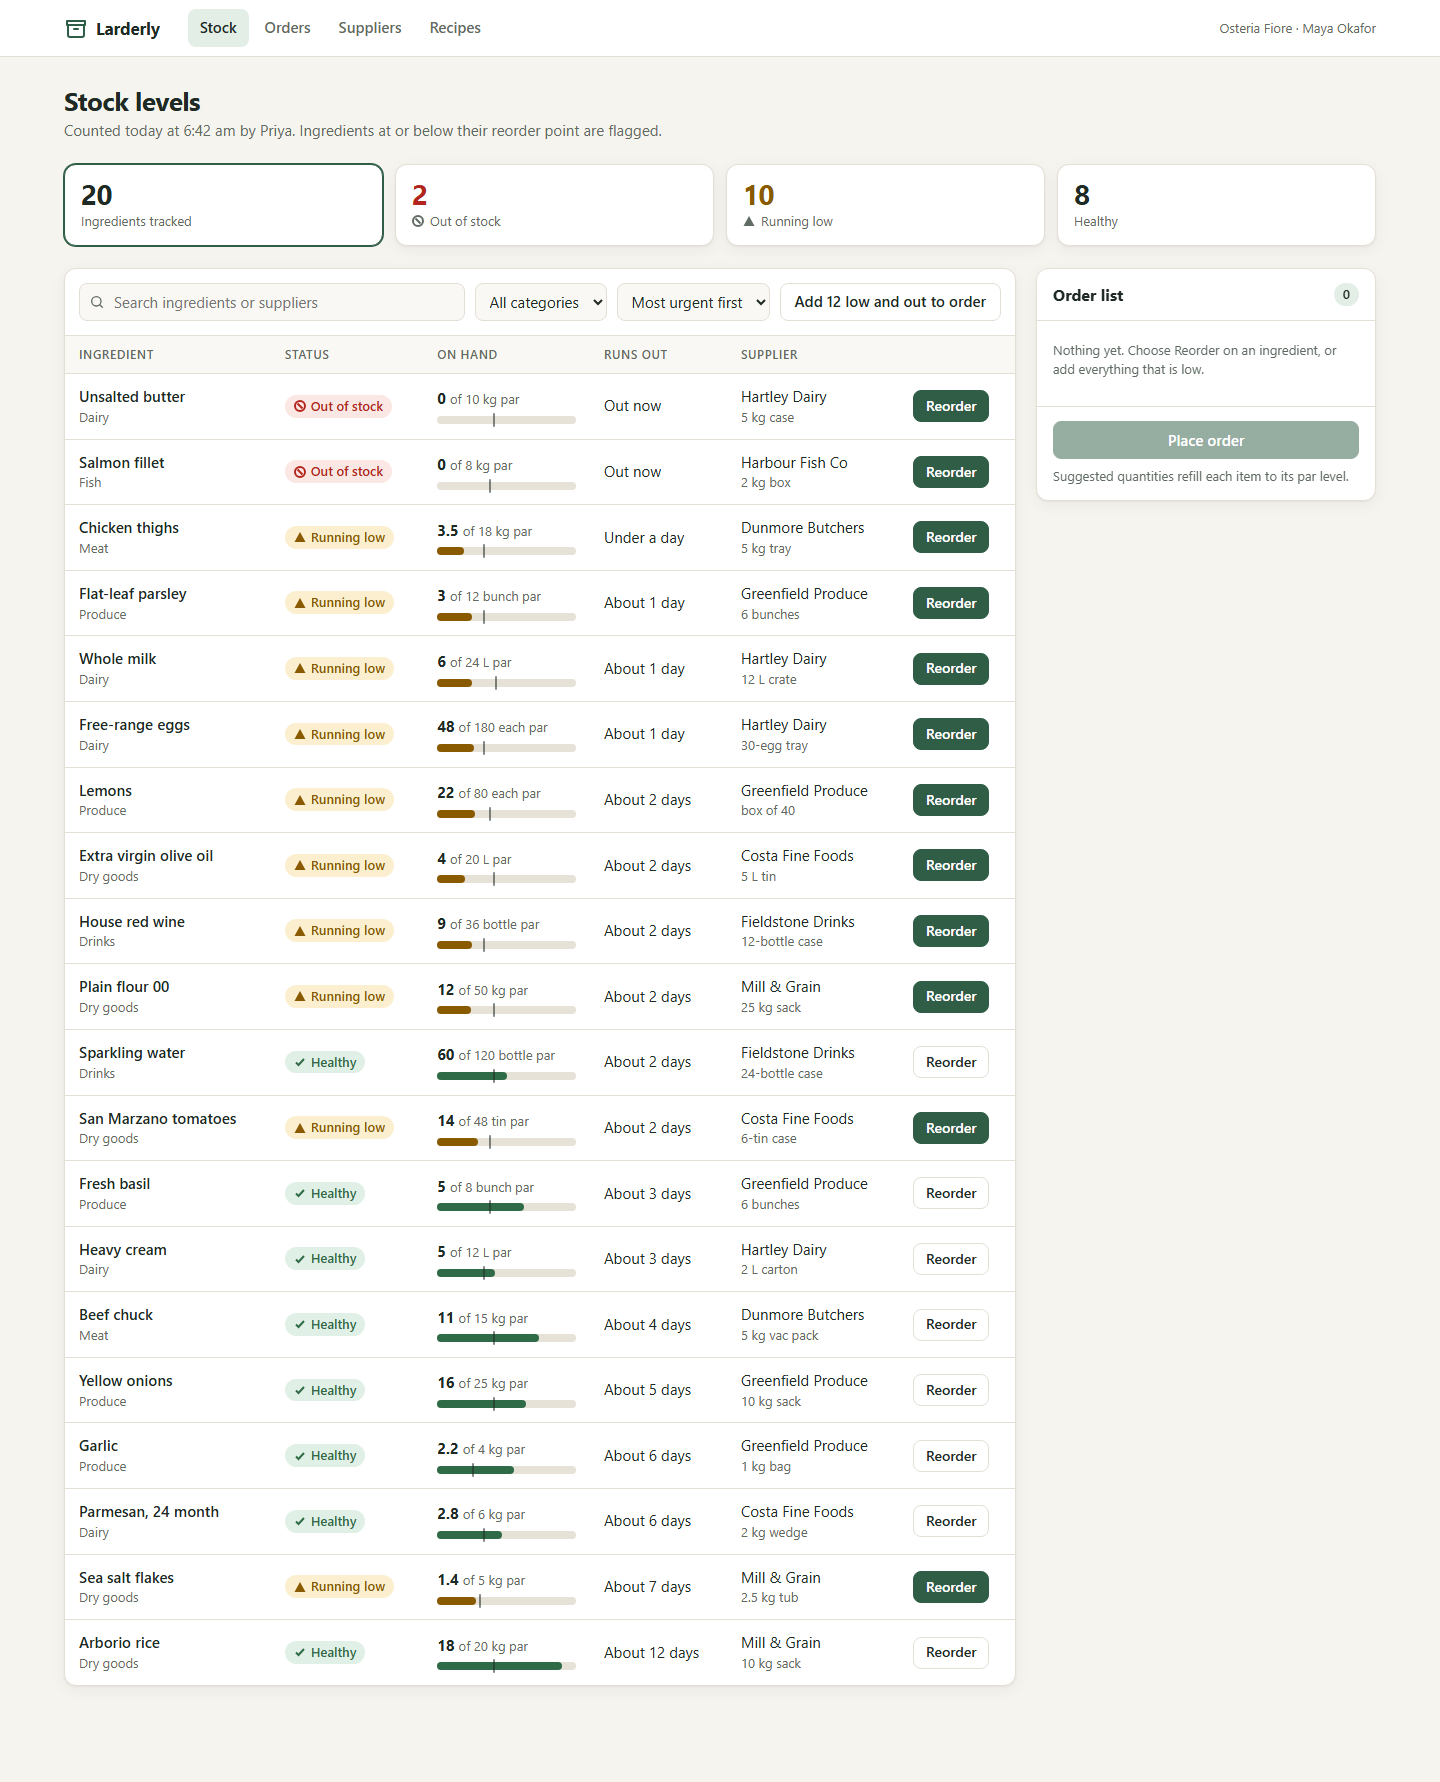 Larderly
Stock
Orders
Suppliers
Recipes
Osteria Fiore · Maya Okafor
Stock levels
Counted today at 6:42 am by Priya. Ingredients at or below their reorder point are flagged.
20
Ingredients tracked
2
Out of stock
10
Running low
8
Healthy
Search ingredients or suppliers
All categories
Most urgent first
Add 12 low and out to order
INGREDIENT STATUS ON HAND RUNS OUT SUPPLIER
Unsalted butter
Dairy
Out of stock
0 of 10 kg par
Out now
Hartley Dairy
5 kg case
Reorder
Salmon fillet
Fish
Out of stock
0 of 8 kg par
Out now
Harbour Fish Co
2 kg box
Reorder
Chicken thighs
Meat
Running low
3.5 of 18 kg par
Under a day
Dunmore Butchers
5 kg tray
Reorder
Flat-leaf parsley
Produce
Running low
3 of 12 bunch par
About 1 day
Greenfield Produce
6 bunches
Reorder
Whole milk
Dairy
Running low
6 of 24 L par
About 1 day
Hartley Dairy
12 L crate
Reorder
Free-range eggs
Dairy
Running low
48 of 180 each par
About 1 day
Hartley Dairy
30-egg tray
Reorder
Lemons
Produce
Running low
22 of 80 each par
About 2 days
Greenfield Produce
box of 40
Reorder
Extra virgin olive oil
Dry goods
Running low
4 of 20 L par
About 2 days
Costa Fine Foods
5 L tin
Reorder
House red wine
Drinks
Running low
9 of 36 bottle par
About 2 days
Fieldstone Drinks
12-bottle case
Reorder
Plain flour 00
Dry goods
Running low
12 of 50 kg par
About 2 days
Mill & Grain
25 kg sack
Reorder
Sparkling water
Drinks
Healthy
60 of 120 bottle par
About 2 days
Fieldstone Drinks
24-bottle case
Reorder
San Marzano tomatoes
Dry goods
Running low
14 of 48 tin par
About 2 days
Costa Fine Foods
6-tin case
Reorder
Fresh basil
Produce
Healthy
5 of 8 bunch par
About 3 days
Greenfield Produce
6 bunches
Reorder
Heavy cream
Dairy
Healthy
5 of 12 L par
About 3 days
Hartley Dairy
2 L carton
Reorder
Beef chuck
Meat
Healthy
11 of 15 kg par
About 4 days
Dunmore Butchers
5 kg vac pack
Reorder
Yellow onions
Produce
Healthy
16 of 25 kg par
About 5 days
Greenfield Produce
10 kg sack
Reorder
Garlic
Produce
Healthy
2.2 of 4 kg par
About 6 days
Greenfield Produce
1 kg bag
Reorder
Parmesan, 24 month
Dairy
Healthy
2.8 of 6 kg par
About 6 days
Costa Fine Foods
2 kg wedge
Reorder
Sea salt flakes
Dry goods
Running low
1.4 of 5 kg par
About 7 days
Mill & Grain
2.5 kg tub
Reorder
Arborio rice
Dry goods
Healthy
18 of 20 kg par
About 12 days
Mill & Grain
10 kg sack
Reorder
Order list
0
Nothing yet. Choose Reorder on an ingredient, or
add everything that is low.
Place order
Suggested quantities refill each item to its par level.